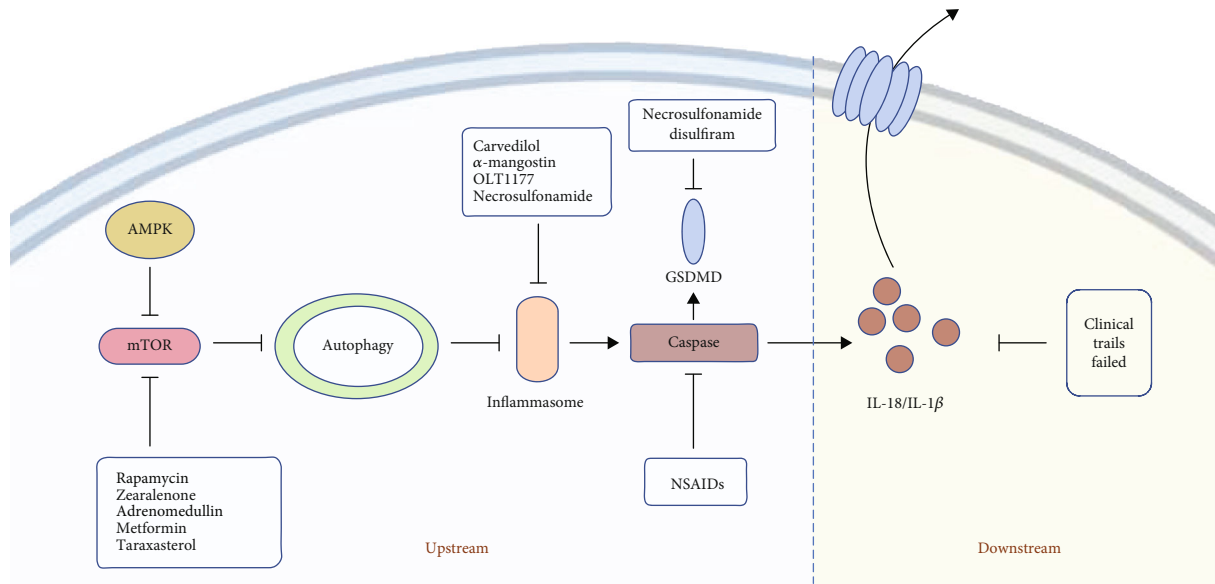 Necrosulfonamide
disulfiram
Carvedilol
α-mangostin
OLT1177
Necrosulfonamide
AMPK
GSDMD
mTOR
Autophagy
Caspase
Clinical
trails
failed
Inflammasome
IL-18/IL-1β
Rapamycin
Zearalenone
Adrenomedullin
Metformin
Taraxasterol
NSAIDs
Upstream
Downstream